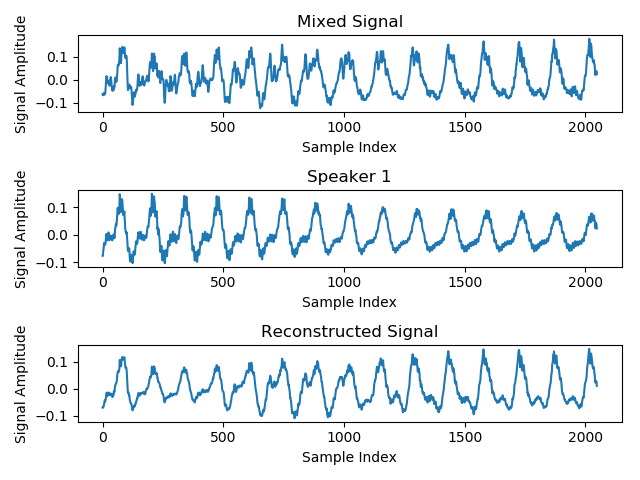 Mixed Signal
Signal Amplitude
0.1
0.0
−0.1
0 500 1000 1500 2000
Sample Index
Speaker 1
Signal Amplitude
0.1
0.0
−0.1
0 500 1000 1500 2000
Sample Index
Reconstructed Signal
Signal Amplitude
0.1
0.0
−0.1
0 500 1000 1500 2000
Sample Index